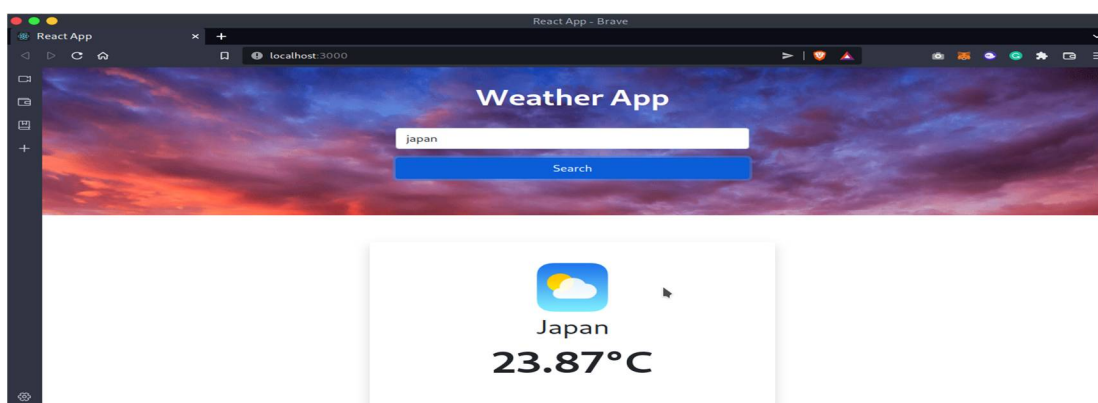 React App - Brave
React App
localhost:3000
Weather App
japan
Search
Japan
23.87°C